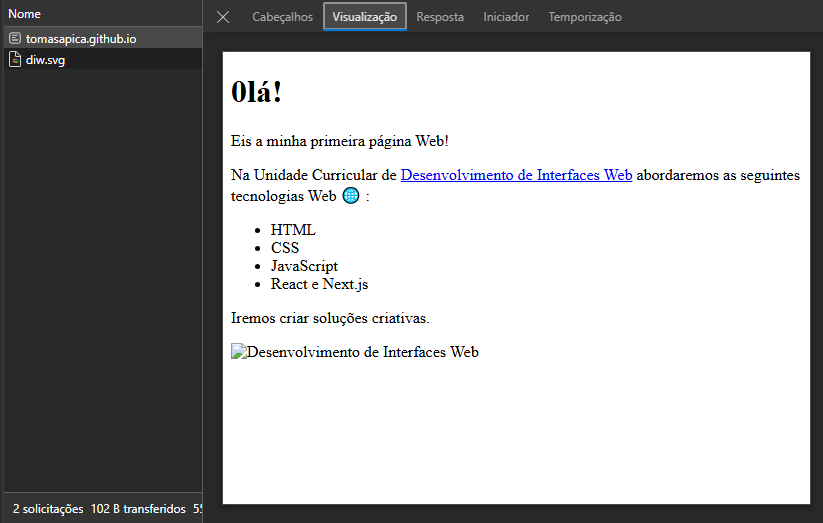 Nome
Cabeçalhos Visualização Resposta Iniciador Temporização
tomasapica.github.io
diw.svg
Olá!
Eis a minha primeira página Web!
Na Unidade Curricular de Desenvolvimento de Interfaces Web abordaremos as seguintes
tecnologias Web 🌐 :
• HTML
• CSS
• JavaScript
• React e Next.js
Iremos criar soluções criativas.
Desenvolvimento de Interfaces Web
2 solicitações 102 B transferidos